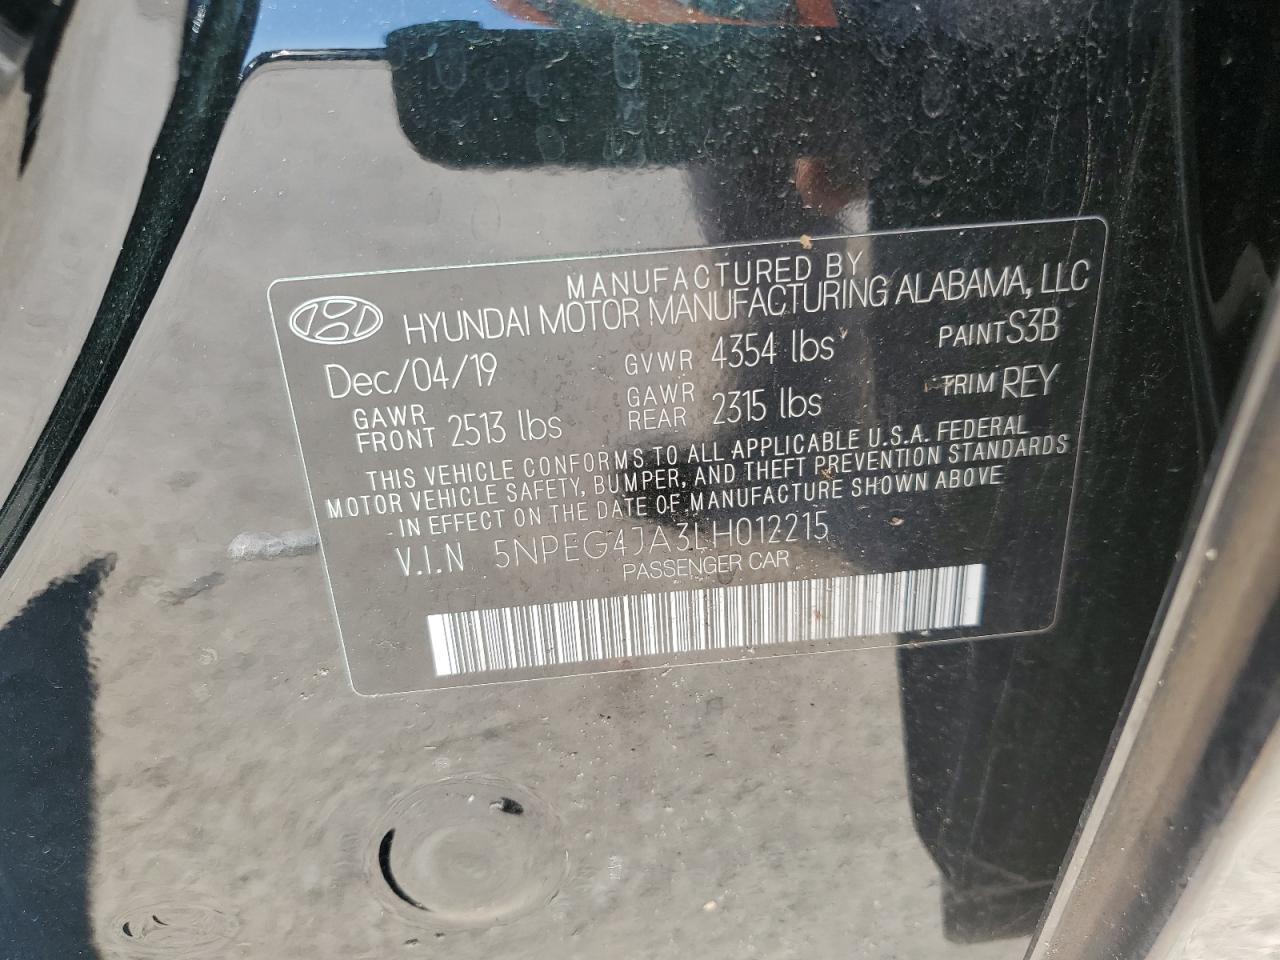 MANUFACTURED BY
HYUNDAI MOTOR MANUFACTURING ALABAMA, LLC
Dec/04/19 GVWR 4354 lbs PAINT S3B
GAWR FRONT 2513 lbs GAWR REAR 2315 lbs TRIM REY
THIS VEHICLE CONFORMS TO ALL APPLICABLE U.S.A. FEDERAL
MOTOR VEHICLE SAFETY, BUMPER, AND THEFT PREVENTION STANDARDS
IN EFFECT ON THE DATE OF MANUFACTURE SHOWN ABOVE
V.I.N 5NPEG4JA3LH012215
PASSENGER CAR